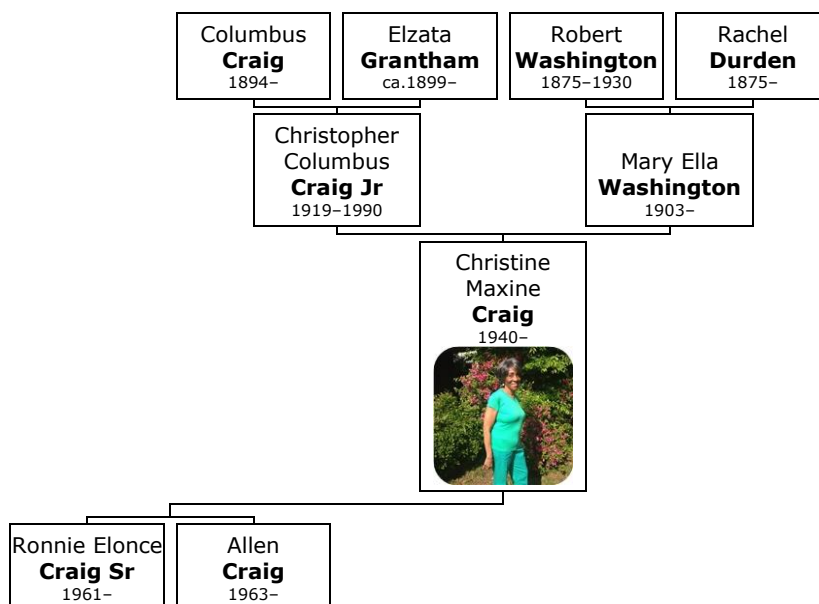 Columbus
Craig
1894–
Elzata
Grantham
ca.1899–
Robert
Washington
1875–1930
Rachel
Durden
1875–
Christopher
Columbus
Craig Jr
1919–1990
Mary Ella
Washington
1903–
Christine
Maxine
Craig
1940–
Ronnie Elonce
Craig Sr
1961–
Allen
Craig
1963–